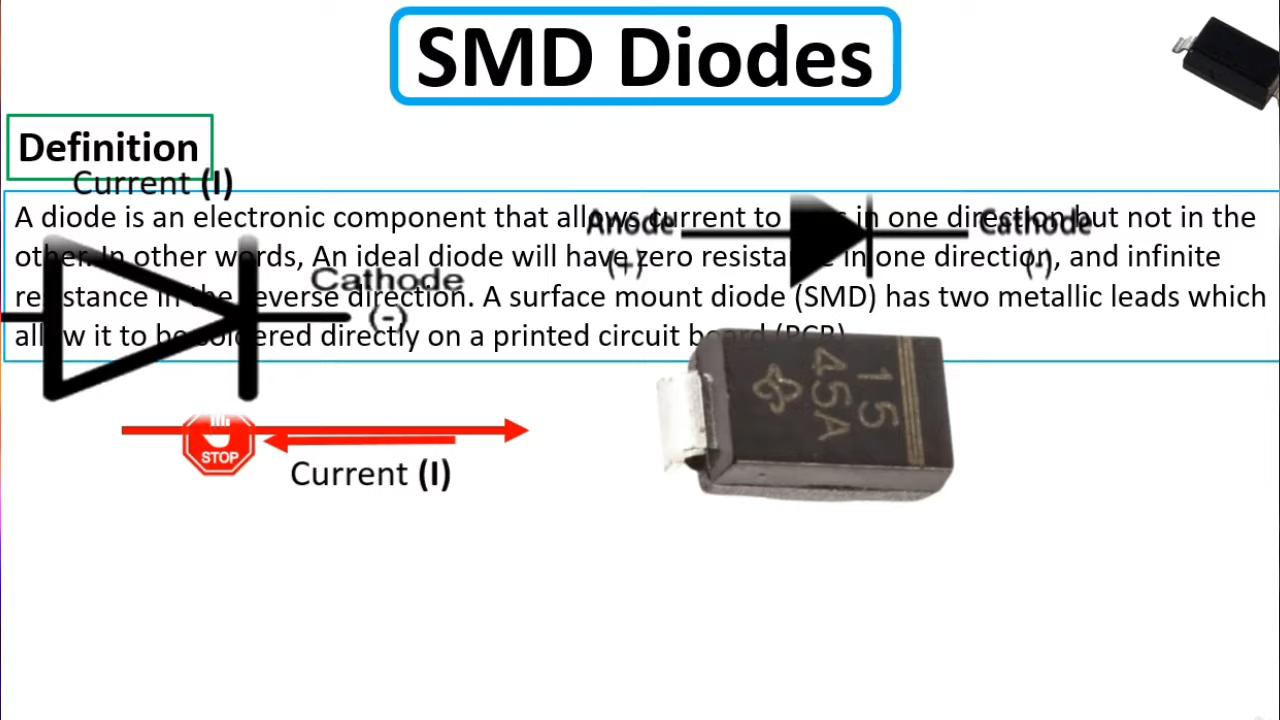 SMD Diodes
Definition
Current (I)
A diode is an electronic component that allows current to in one direction but not in the
other. In other words, An ideal diode will have zero resistance in one direction, and infinite
resistance in the reverse direction. A surface mount diode (SMD) has two metallic leads which
allow it to be soldered directly on a printed circuit board (PCB)
Anode
(+)
Cathode
(-)
Cathode
(-)
STOP
Current (I)
15
45A